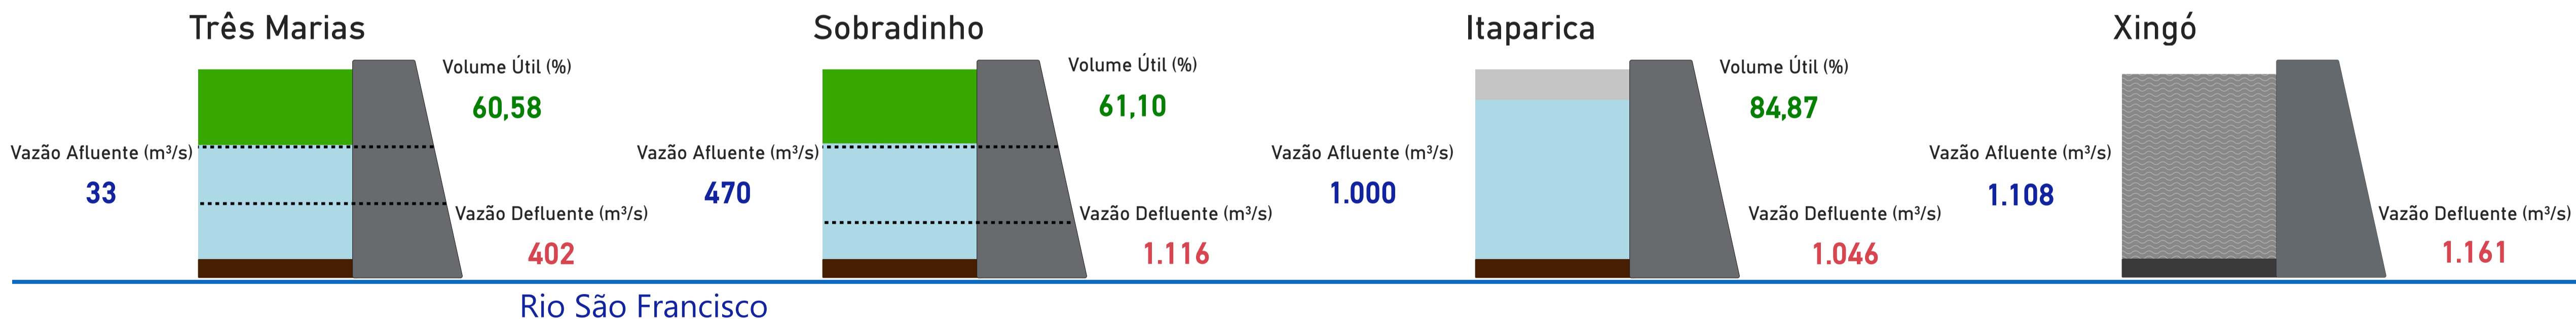 Três Marias
Volume Útil (%)
60,58
Vazão Afluente (m³/s)
33
Vazão Defluente (m³/s)
402
Sobradinho
Volume Útil (%)
61,10
Vazão Afluente (m³/s)
470
Vazão Defluente (m³/s)
1.116
Itaparica
Volume Útil (%)
84,87
Vazão Afluente (m³/s)
1.000
Vazão Defluente (m³/s)
1.046
Xingó
Vazão Afluente (m³/s)
1.108
Vazão Defluente (m³/s)
1.161
Rio São Francisco